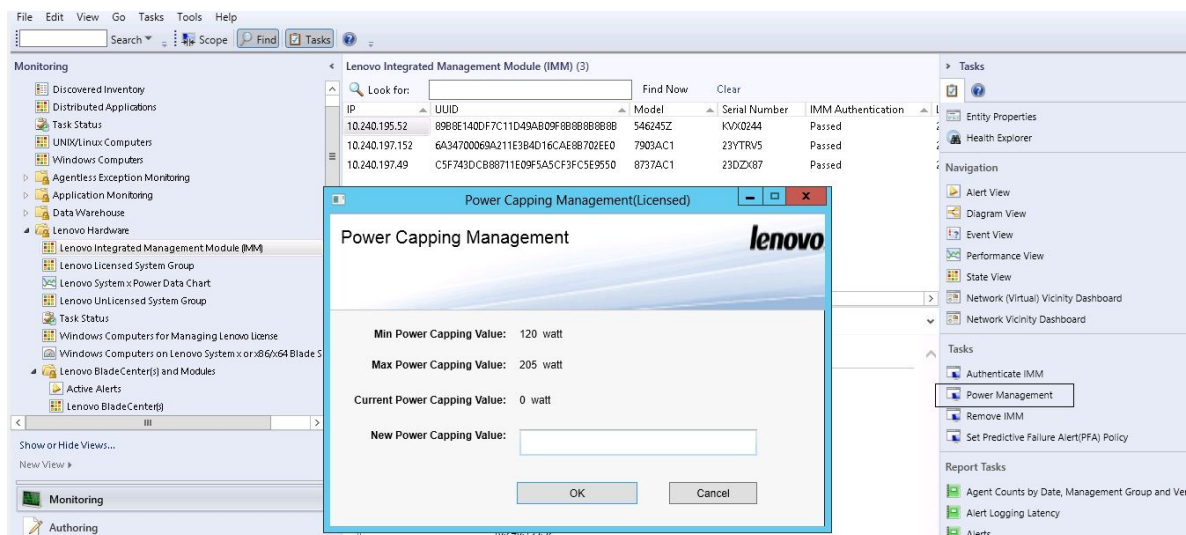 File Edit View Go Tasks Tools Help
Search Scope Find Tasks
Monitoring
Discovered Inventory
Distributed Applications
Task Status
UNIX/Linux Computers
Windows Computers
Agentless Exception Monitoring
Application Monitoring
Data Warehouse
Lenovo Hardware
Lenovo Integrated Management Module (IMM)
Lenovo Licensed System Group
Lenovo System x Power Data Chart
Lenovo UnLicensed System Group
Task Status
Windows Computers for Managing Lenovo License
Windows Computers on Lenovo System x or x86/x64 Blade S
Lenovo BladeCenter(s) and Modules
Active Alerts
Lenovo BladeCenter(s)
Show or Hide Views...
New View
Monitoring
Authoring
Lenovo Integrated Management Module (IMM) (3)
Look for: Find Now Clear
IP UUID Model Serial Number IMM Authentication
10.240.195.52 89B8E140DF7C11D49AB09F8B8B8B8B8B 546245Z KVX0244 Passed
10.240.197.152 6A34700069A211E3B4D16CAE8B702EE0 7903AC1 23YTRV5 Passed
10.240.197.49 C5F743DCB88711E09F5A5CF3FC5E9550 8737AC1 23DZX87 Passed
Power Capping Management(Licensed)
Power Capping Management
lenovo
Min Power Capping Value: 120 watt
Max Power Capping Value: 205 watt
Current Power Capping Value: 0 watt
New Power Capping Value:
OK Cancel
Tasks
Entity Properties
Health Explorer
Navigation
Alert View
Diagram View
Event View
Performance View
State View
Network (Virtual) Vicinity Dashboard
Network Vicinity Dashboard
Tasks
Authenticate IMM
Power Management
Remove IMM
Set Predictive Failure Alert(PFA) Policy
Report Tasks
Agent Counts by Date, Management Group and Ver
Alert Logging Latency
Alerts